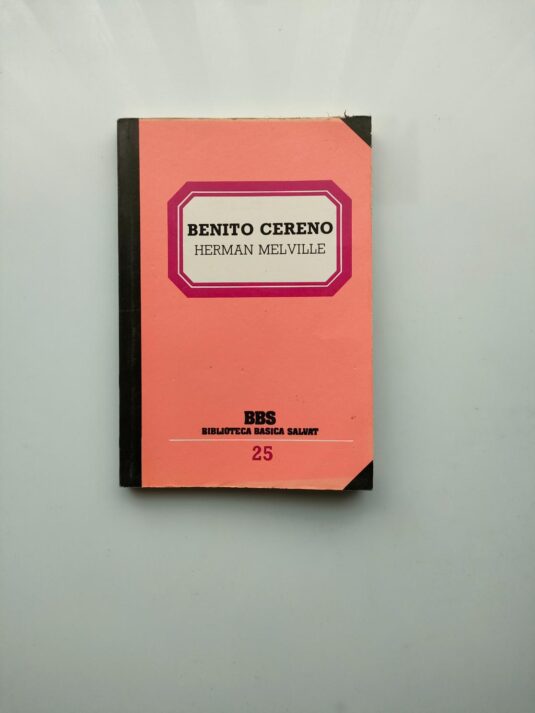 BENITO CERENO
HERMAN MELVILLE
BBS
BIBLIOTECA BASICA SALVAT
25